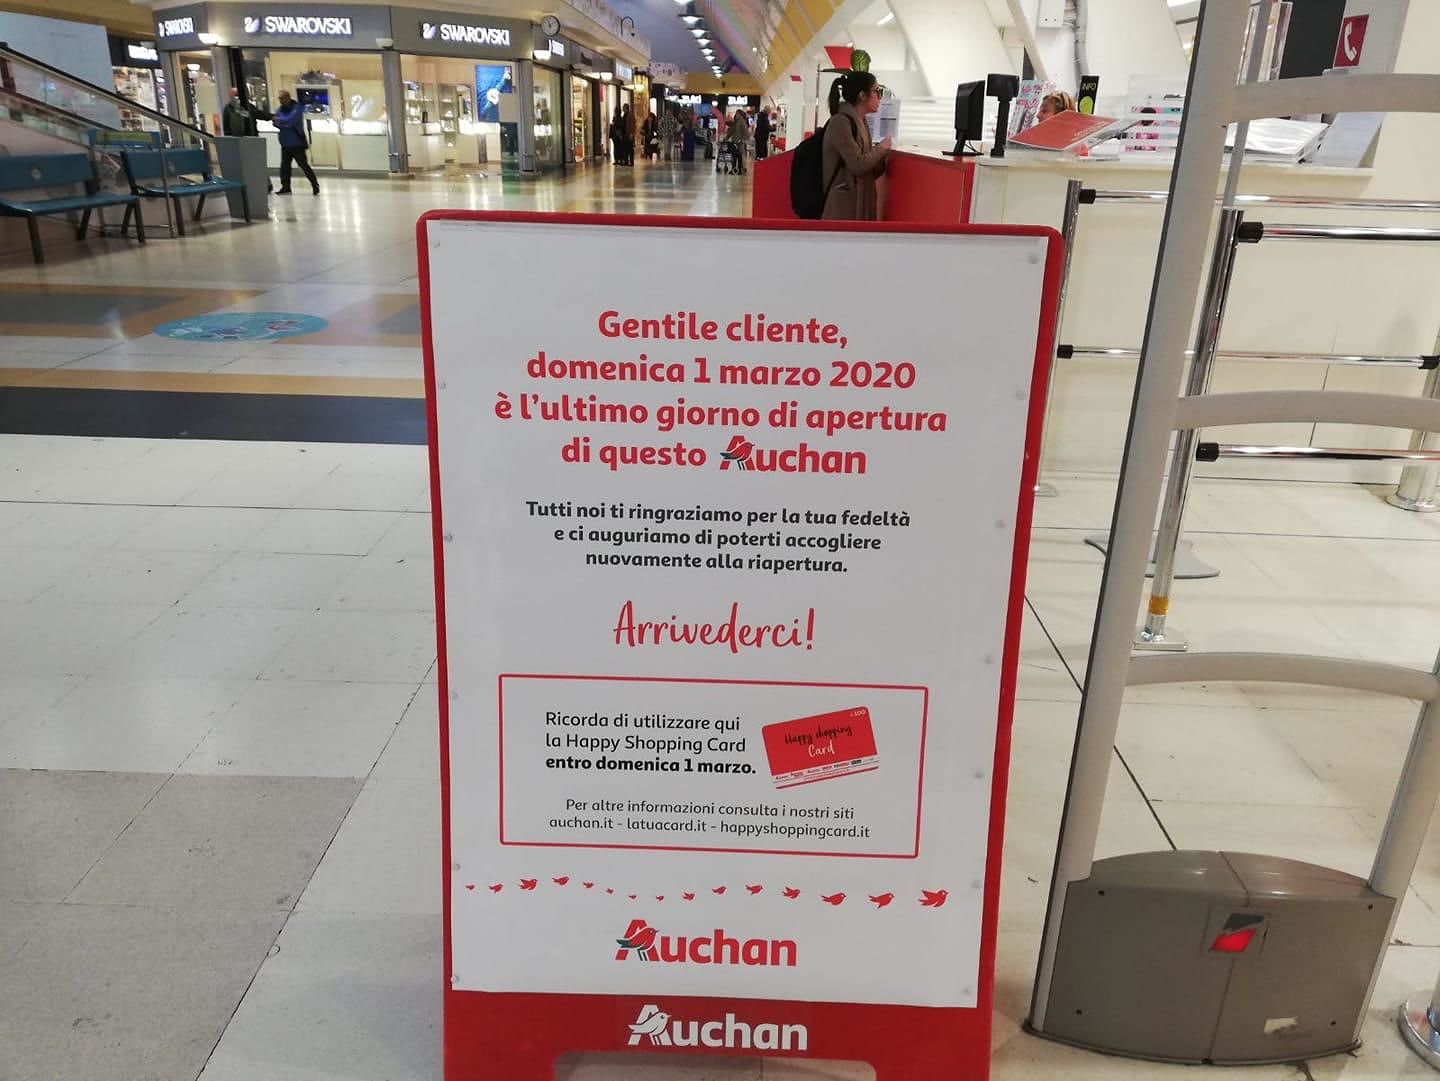 SWAROVSKI
SWAROVSKI
INFO
Gentile cliente,
domenica 1 marzo 2020
è l'ultimo giorno di apertura
di questo Auchan
Tutti noi ti ringraziamo per la tua fedeltà
e ci auguriamo di poterti accogliere
nuovamente alla riapertura.
Arrivederci!
Ricorda di utilizzare qui
la Happy Shopping Card
entro domenica 1 marzo.
Happy shopping
Card
Per altre informazioni consulta i nostri siti
auchan.it - latuacard.it - happyshoppingcard.it
Auchan
Auchan